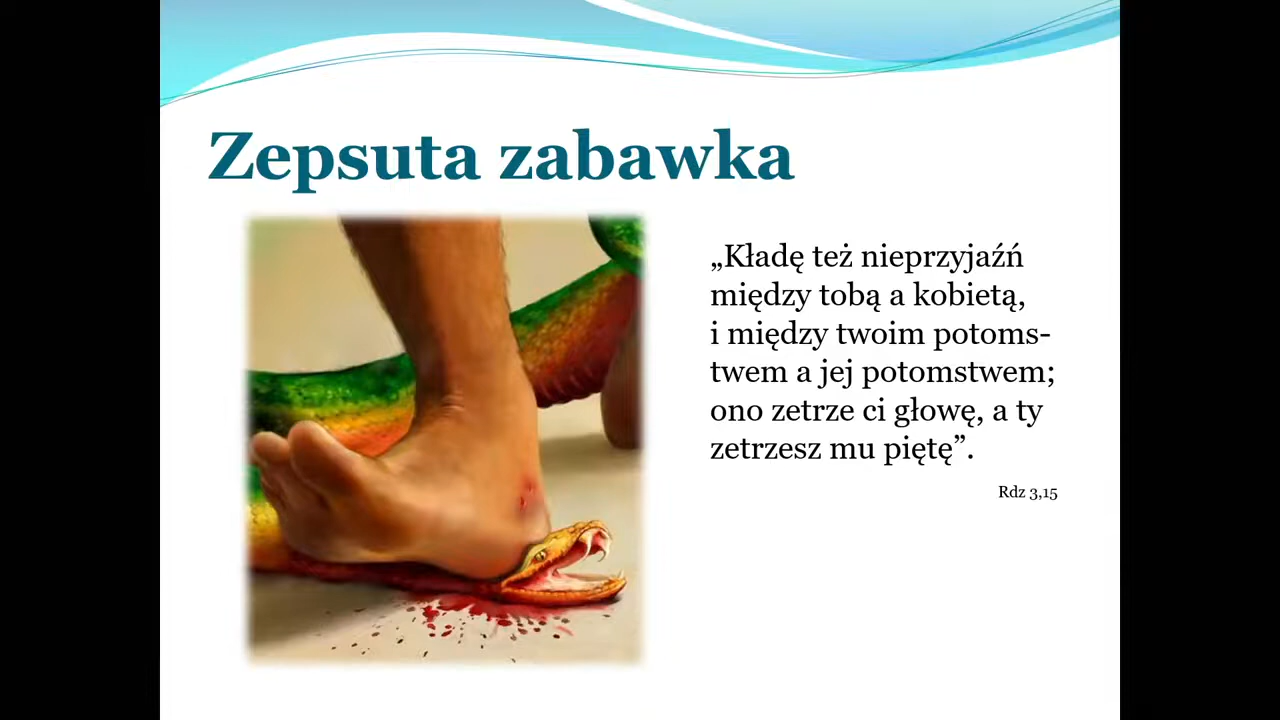 Zepsuta zabawka
„Kładę też nieprzyjaźń
między tobą a kobietą,
i między twoim potoms-
twem a jej potomstwem;
ono zetrze ci głowę, a ty
zetrzesz mu piętę”.
Rdz 3,15